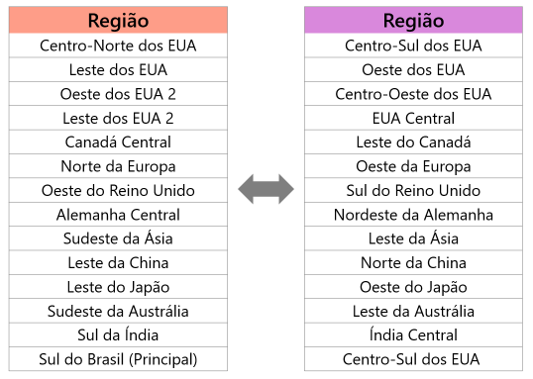 Região Região
Centro-Norte dos EUA Centro-Sul dos EUA
Leste dos EUA Oeste dos EUA
Oeste dos EUA 2 Centro-Oeste dos EUA
Leste dos EUA 2 EUA Central
Canadá Central Leste do Canadá
Norte da Europa Oeste da Europa
Oeste do Reino Unido Sul do Reino Unido
Alemanha Central Nordeste da Alemanha
Sudeste da Ásia Leste da Ásia
Leste da China Norte da China
Leste do Japão Oeste do Japão
Sudeste da Austrália Leste da Austrália
Sul da Índia Índia Central
Sul do Brasil (Principal) Centro-Sul dos EUA